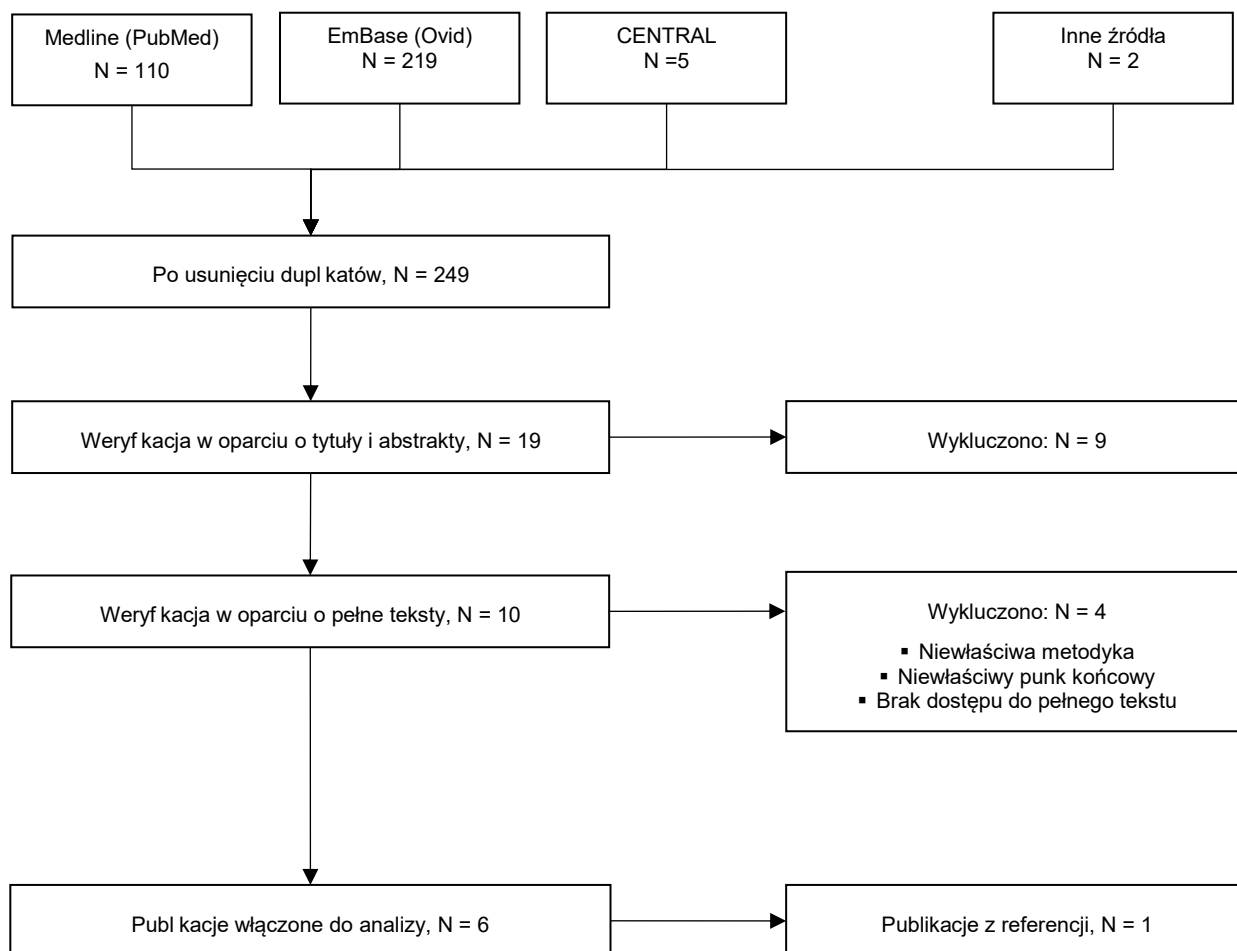 Medline (PubMed)
N = 110
EmBase (Ovid)
N = 219
CENTRAL
N =5
Inne źródła
N = 2
Po usunięciu dupl katów, N = 249
Weryf kacja w oparciu o tytuły i abstrakty, N = 19
Wykluczono: N = 9
Weryf kacja w oparciu o pełne teksty, N = 10
Wykluczono: N = 4
▪ Niewłaściwa metodyka
▪ Niewłaściwy punk końcowy
▪ Brak dostępu do pełnego tekstu
Publ kacje włączone do analizy, N = 6
Publikacje z referencji, N = 1